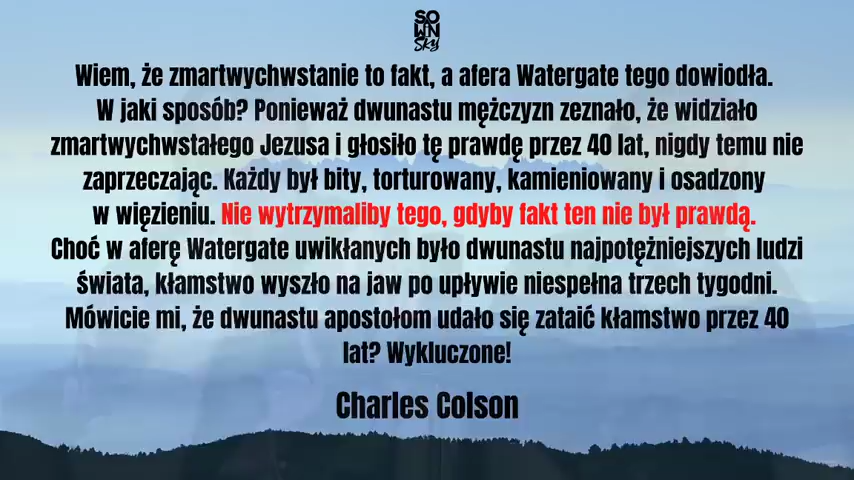 SO
WN
SKY
Wiem, że zmartwychwstanie to fakt, a afera Watergate tego dowiodła.
W jaki sposób? Ponieważ dwunastu mężczyzn zeznało, że widziało
zmartwychwstałego Jezusa i głosiło tę prawdę przez 40 lat, nigdy temu nie
zaprzeczając. Każdy był bity, torturowany, kamieniowany i osadzony
w więzieniu. Nie wytrzymaliby tego, gdyby fakt ten nie był prawdą.
Choć w aferę Watergate uwikłanych było dwunastu najpotężniejszych ludzi
świata, kłamstwo wyszło na jaw po upływie niespełna trzech tygodni.
Mówicie mi, że dwunastu apostołom udało się zataić kłamstwo przez 40
lat? Wykluczone!
Charles Colson